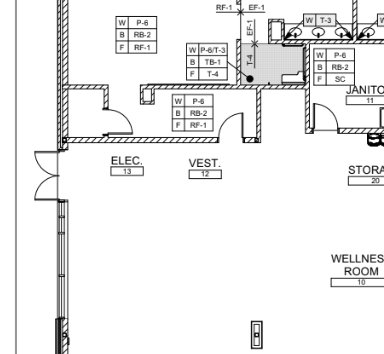 RF-1 EF-1
EF-1
W P-6
B RB-2
F RF-1
W T-3 W
W P-6/T-3
B TB-1
F T-4
T-4
W P-6
B RB-2
F SC
JANITO
11
W P-6
B RB-2
F RF-1
ELEC.
13
VEST.
12
STORA
20
WELLNES
ROOM
10